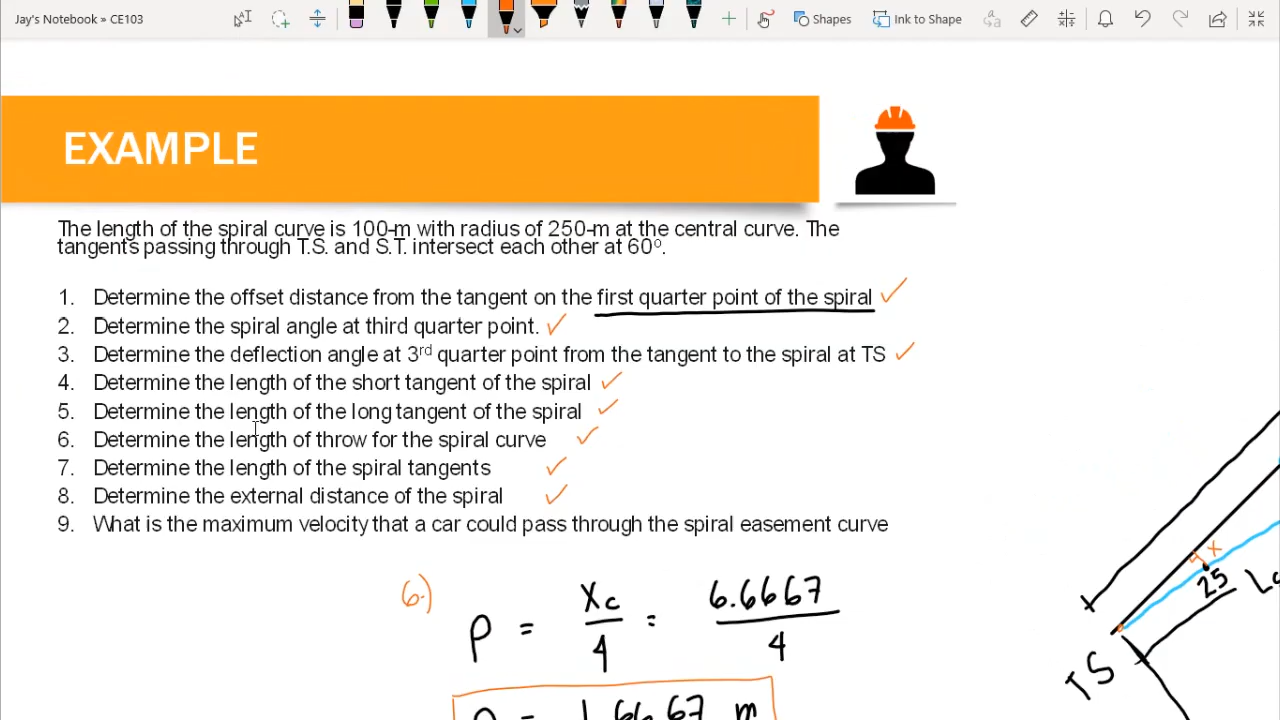 Jay's Notebook » CE103
Shapes
Ink to Shape
EXAMPLE
The length of the spiral curve is 100-m with radius of 250-m at the central curve. The
tangents passing through T.S. and S.T. intersect each other at 60º.
1. Determine the offset distance from the tangent on the first quarter point of the spiral
2. Determine the spiral angle at third quarter point.
3. Determine the deflection angle at 3rd quarter point from the tangent to the spiral at TS
4. Determine the length of the short tangent of the spiral
5. Determine the length of the long tangent of the spiral
6. Determine the length of throw for the spiral curve
7. Determine the length of the spiral tangents
8. Determine the external distance of the spiral
9. What is the maximum velocity that a car could pass through the spiral easement curve
6.) P = Xc/4 = 6.6667/4
P = 1.6667 m
x
25
TS